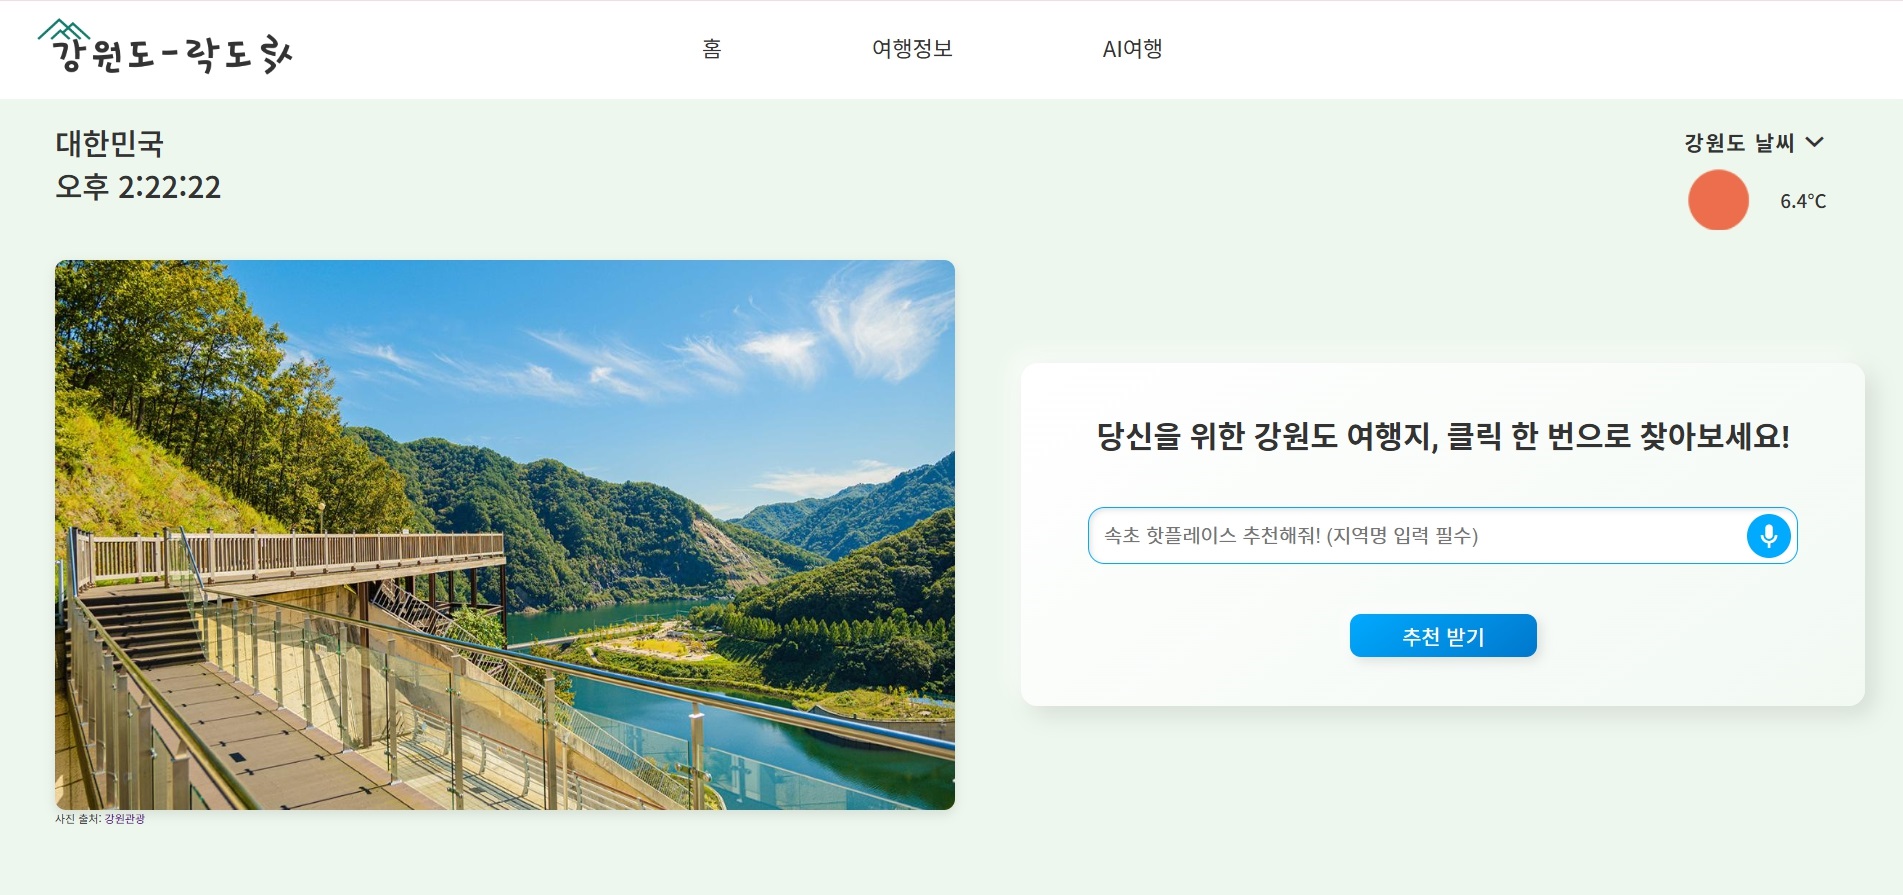 강원도-락도
홈
여행정보
AI여행
대한민국
오후 2:22:22
강원도 날씨
6.4°C
당신을 위한 강원도 여행지, 클릭 한 번으로 찾아보세요!
속초 핫플레이스 추천해줘! (지역명 입력 필수)
추천 받기
사진 출처: 강원관광